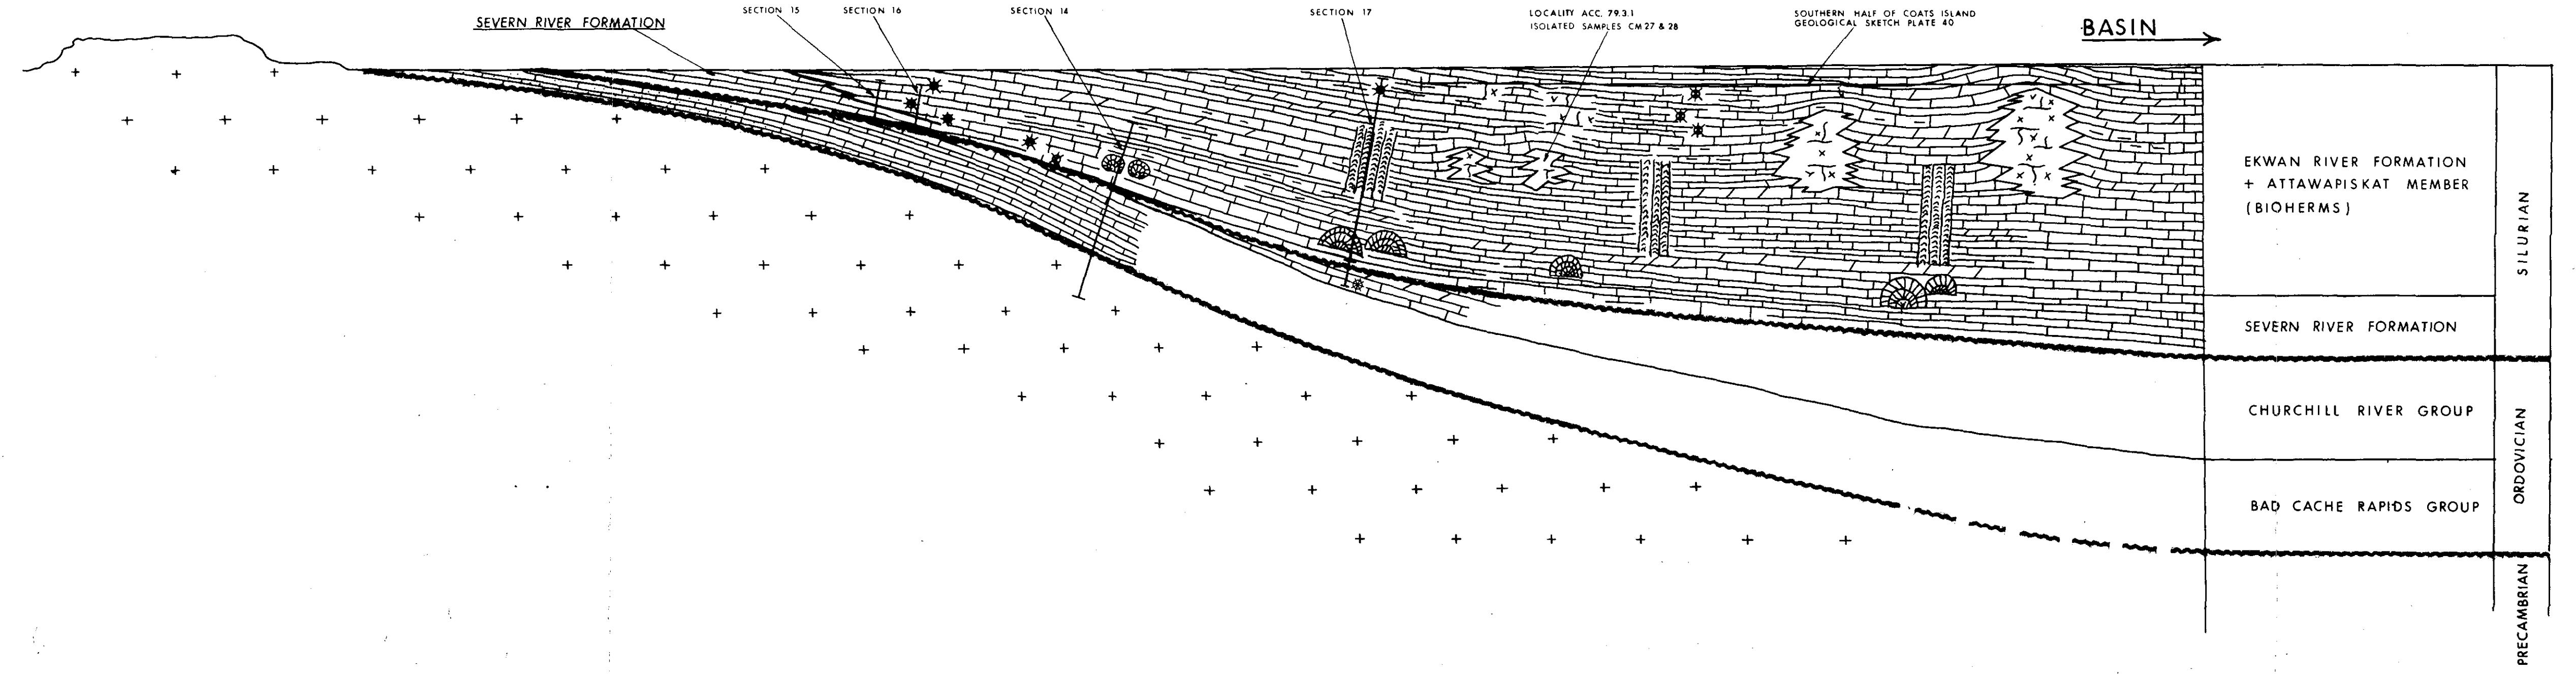 SEVERN RIVER FORMATION
SECTION 15
SECTION 16
SECTION 14
SECTION 17
LOCALITY ACC. 79.3.1
ISOLATED SAMPLES CM 27 & 28
SOUTHERN HALF OF COATS ISLAND
GEOLOGICAL SKETCH PLATE 40
BASIN
EKWAN RIVER FORMATION
+ ATTAWAPISKAT MEMBER
(BIOHERMS)
SEVERN RIVER FORMATION
CHURCHILL RIVER GROUP
BAD CACHE RAPIDS GROUP
SILURIAN
ORDOVICIAN
PRECAMBRIAN